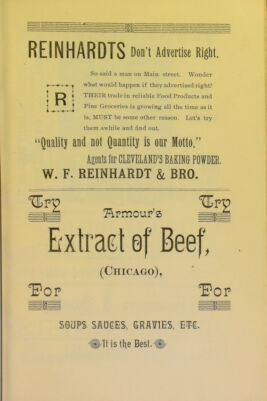 REINHARDTS Don't Advertise Right.
So said a man on Main street. Wonder
what would happen if they advertised right?
THEIR trade in reliable Food Products and
Fine Groceries is growing all the time as it
is, MUST be some other reason. Let's try
them awhile and find out.
R
"Quality and not Quantity is our Motto."
Agents for CLEVELAND'S BAKING POWDER.
W. F. REINHARDT & BRO.
Try Try
Armour's
Extract of Beef,
(CHICAGO),
For For
SOUPS SAUCES, GRAVIES, ETC.
It is the Best.